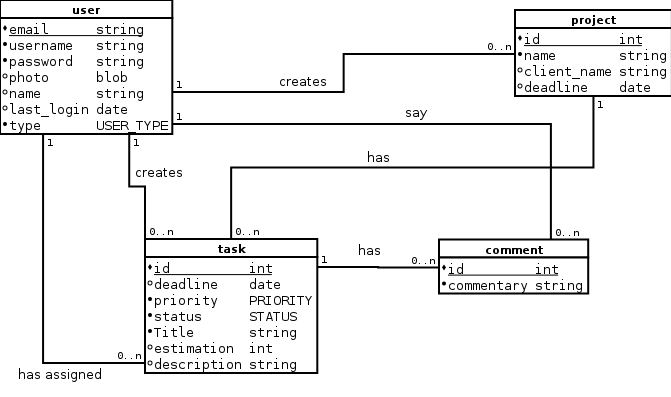 user
email string
username string
password string
photo blob
name string
last_login date
type USER_TYPE
project
id int
name string
client_name string
deadline date
1
creates
0..n
1
say
0..n
1
has
0..n
1
creates
0..n
1
has assigned
0..n
task
id int
deadline date
priority PRIORITY
status STATUS
Title string
estimation int
description string
1
has
0..n
comment
id int
commentary string